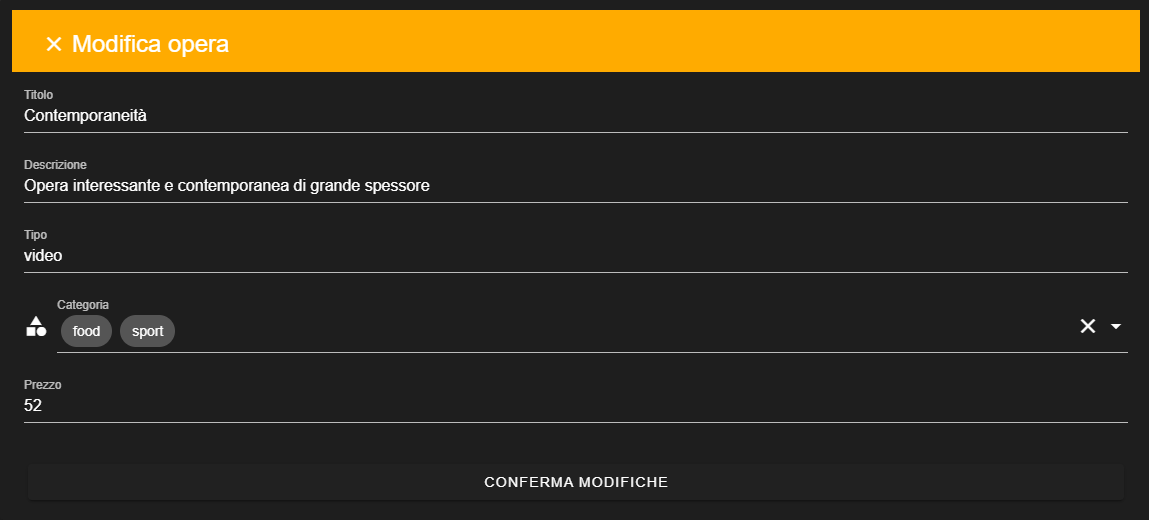 Modifica opera
Titolo
Contemporaneità
Descrizione
Opera interessante e contemporanea di grande spessore
Tipo
video
Categoria
food sport
Prezzo
52
CONFERMA MODIFICHE